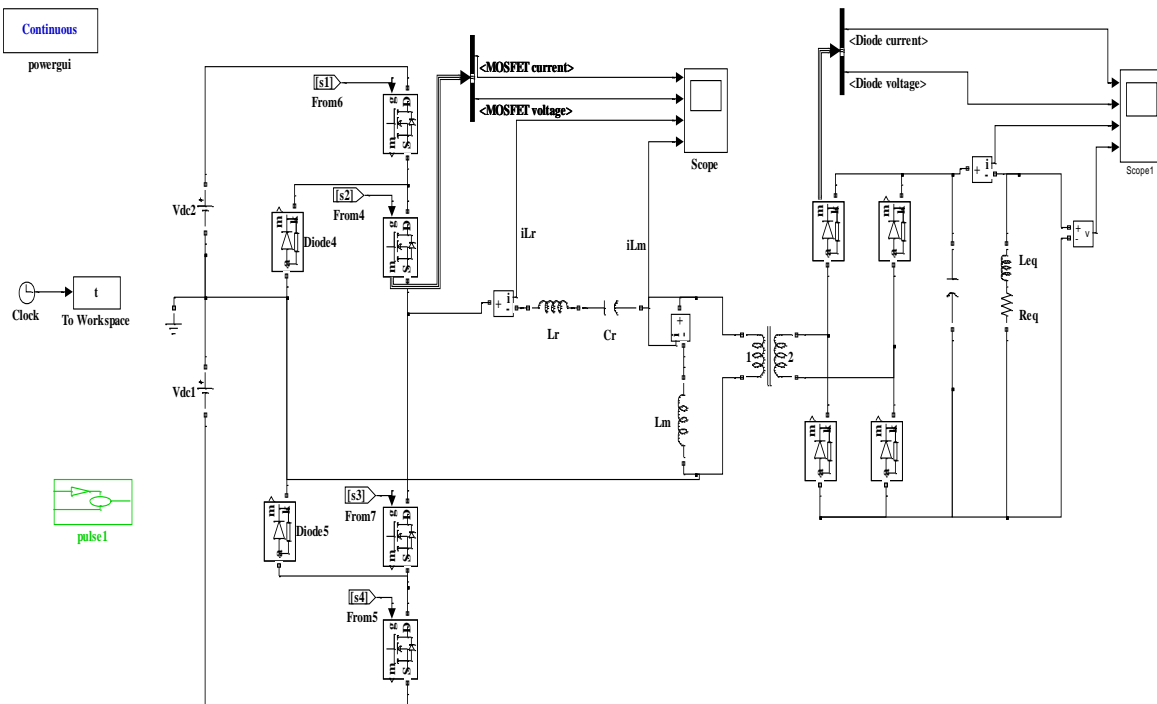 Continuous
powergui
[s1]
From6
g
D
m
S
<MOSFET current>
<MOSFET voltage>
Scope
<Diode current>
<Diode voltage>
Scope1
Vdc2
m
k
a
Diode4
[s2]
From4
g
D
m
S
iLr
iLm
+
i
-
Lr
Cr
+
i
-
1
2
m
k
a
m
k
a
+
i
-
+
v
-
Leq
Req
Clock
t
To Workspace
Vdc1
Lm
m
k
a
m
k
a
pulse1
m
k
a
Diode5
[s3]
From7
g
D
m
S
[s4]
From5
g
D
m
S